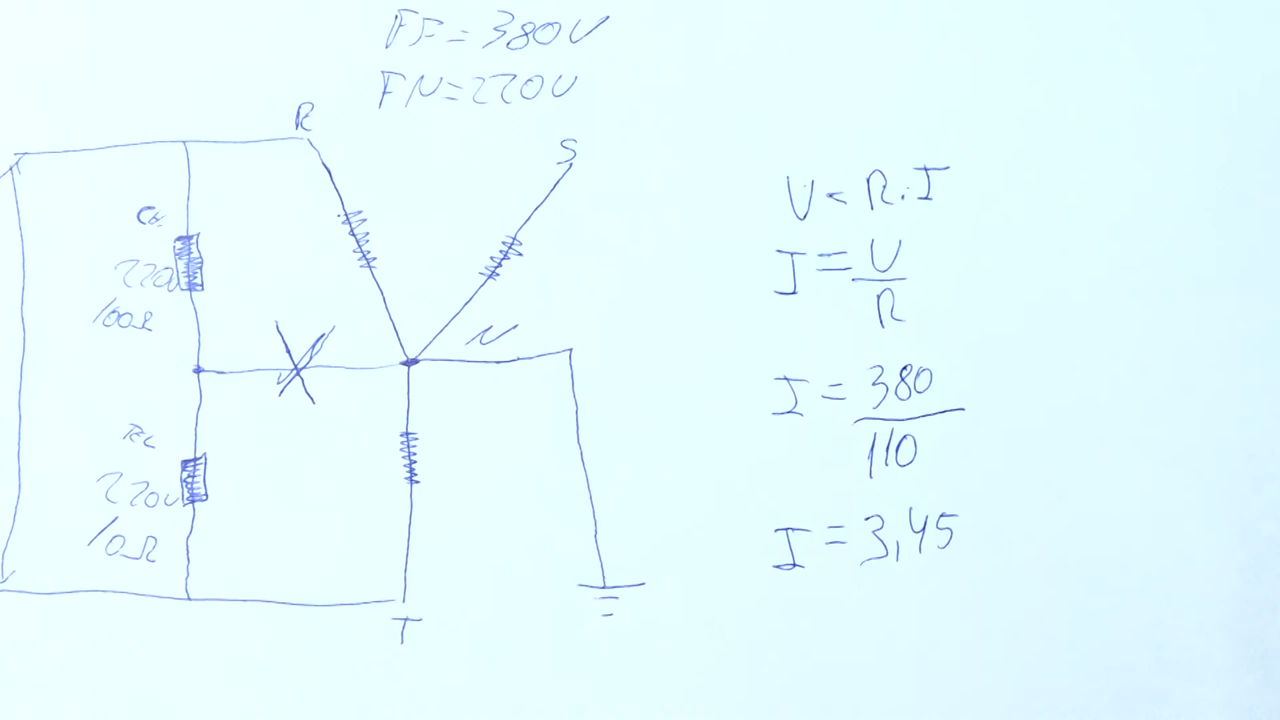 FF = 380V
FN = 220V
R
S
N
T
220V
100Ω
220V
10Ω
V = R.I
I = U/R
I = 380/110
I = 3,45